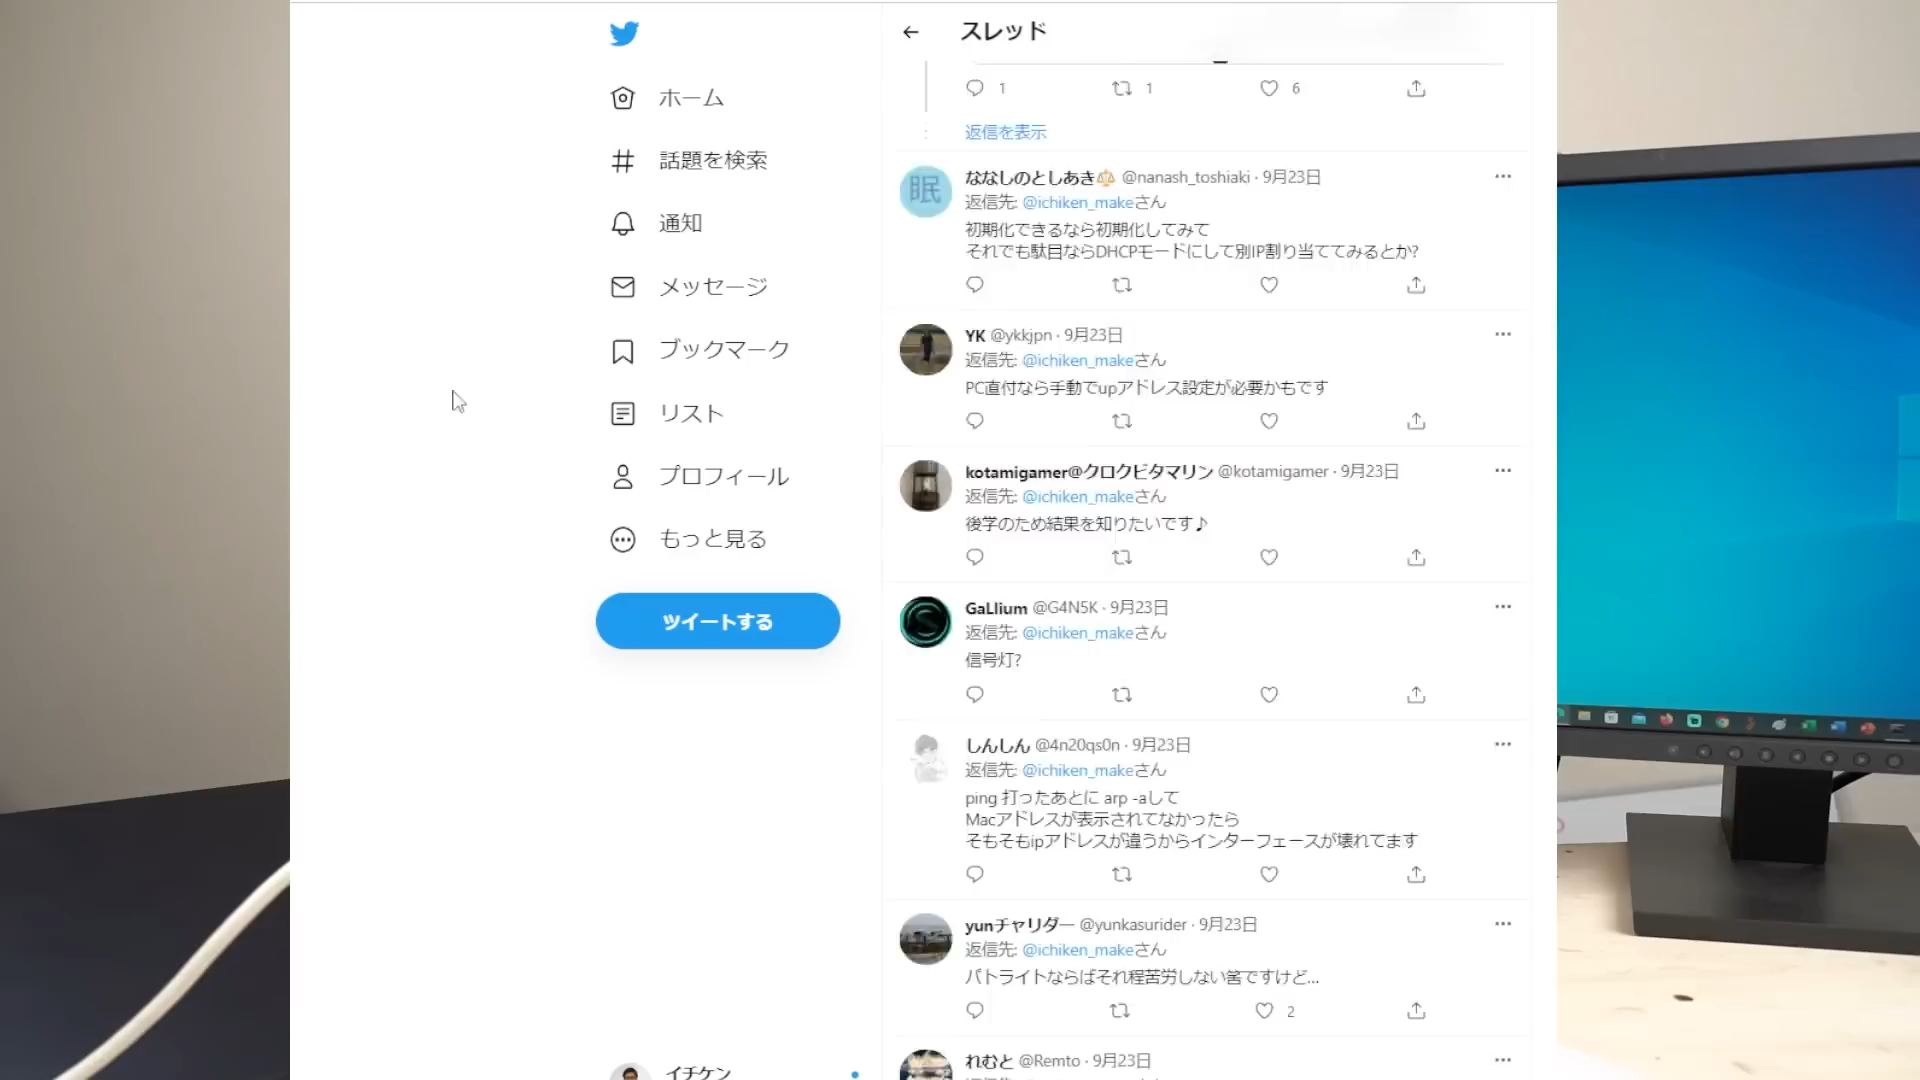 スレッド
ホーム
話題を検索
通知
メッセージ
ブックマーク
リスト
プロフィール
もっと見る
ツイートする
イチケン
1 1 6
返信を表示
ななしのとしあき @nanash_toshiaki · 9月23日
返信先: @ichiken_makeさん
初期化できるなら初期化してみて
それでも駄目ならDHCPモードにして別IP割り当ててみるとか?
YK @ykkjpn · 9月23日
返信先: @ichiken_makeさん
PC直付なら手動でupアドレス設定が必要かもです
kotamigamer@クロクビタマリン @kotamigamer · 9月23日
返信先: @ichiken_makeさん
後学のため結果を知りたいです♪
GaLlium @G4N5K · 9月23日
返信先: @ichiken_makeさん
信号灯?
しんしん @4n20qs0n · 9月23日
返信先: @ichiken_makeさん
ping 打ったあとに arp -aして
Macアドレスが表示されてなかったら
そもそもipアドレスが違うからインターフェースが壊れてます
yunチャリダー @yunkasurider · 9月23日
返信先: @ichiken_makeさん
パトライトならばそれ程苦労しない筈ですけど...
2
れむと @Remto · 9月23日